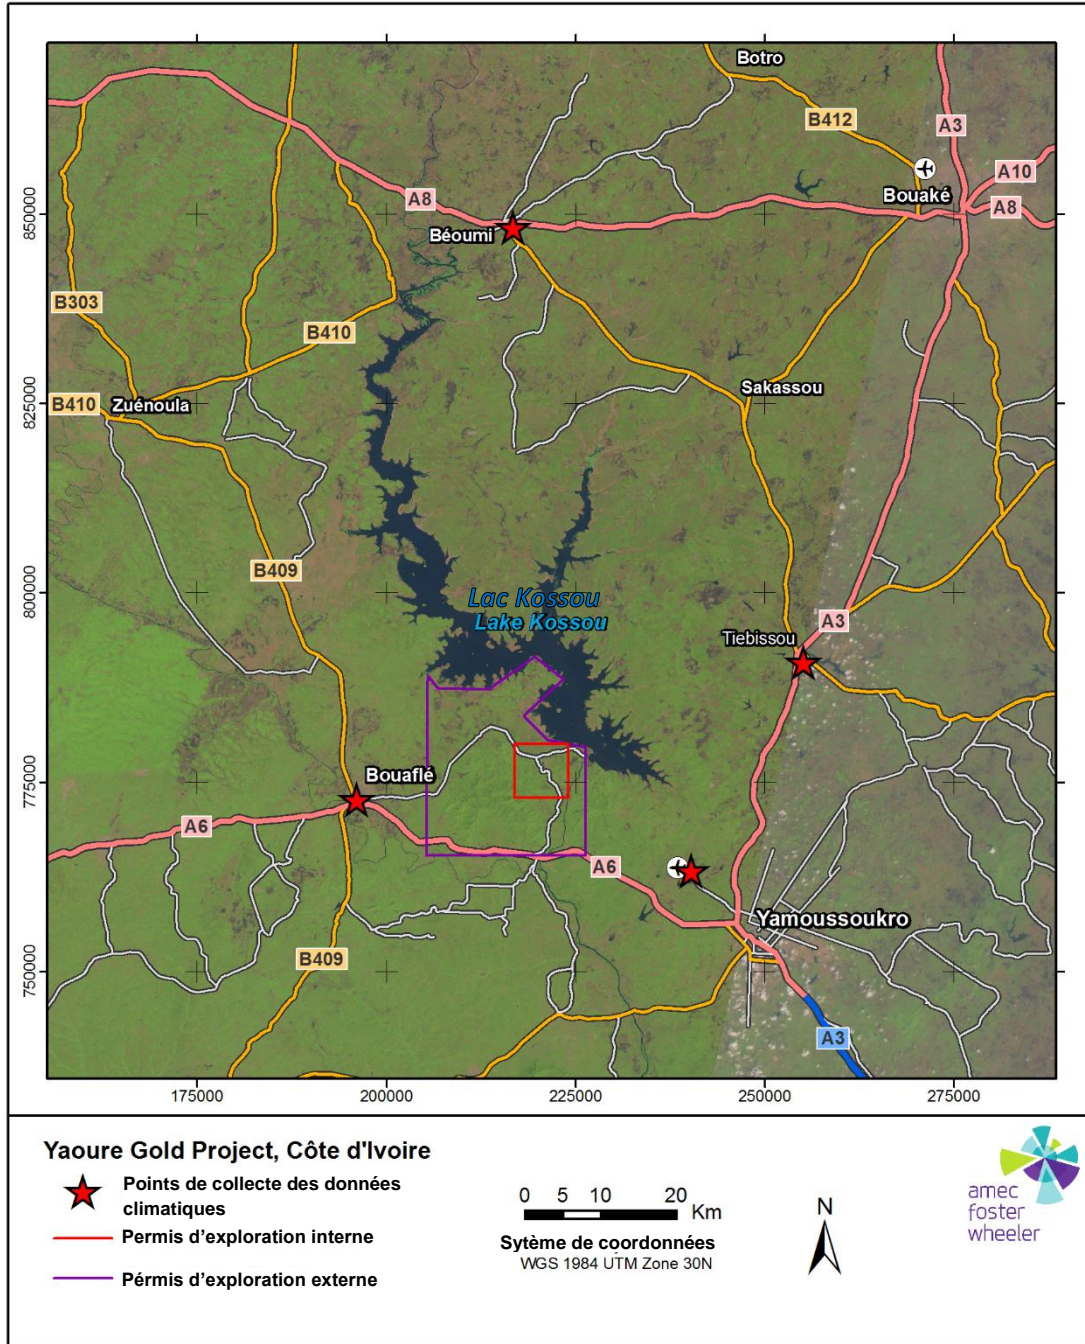 Botro
B412
A3
A10
Bouaké
A8
A8
850000
Béoumi
B303
B410
Sakassou
825000
B410
Zuénoula
B409
800000
Lac Kossou
Lake Kossou
A3
Tiebissou
775000
Bouaflé
A6
A6
Yamoussoukro
750000
B409
A3
175000
200000
225000
250000
275000
Yaoure Gold Project, Côte d'Ivoire
Points de collecte des données
climatiques
Permis d'exploration interne
Pérmis d'exploration externe
0 5 10 20
Km
Sytème de coordonnées
WGS 1984 UTM Zone 30N
N
amec
foster
wheeler